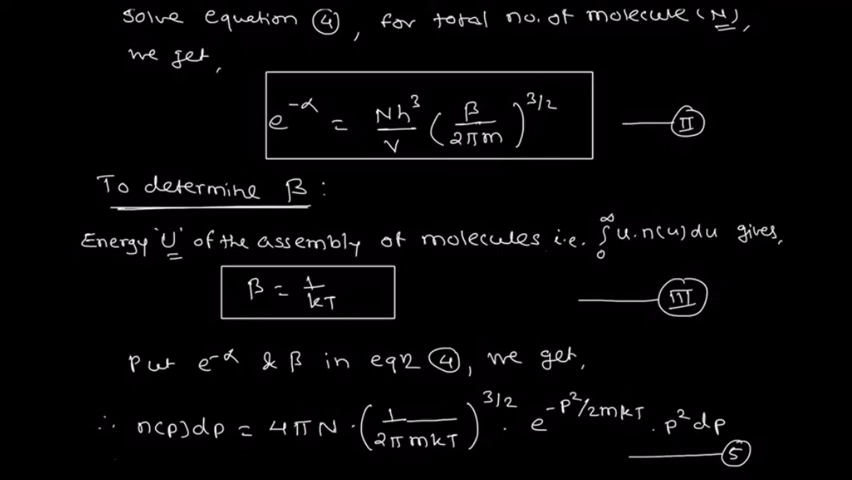 Solve equation ④, for total no. of molecule (N),
we get,
e^-α = Nh³/V (β/2πm)^3/2 —— Ⓘ Ⓘ
To determine β :
Energy 'U' of the assembly of molecules i.e. ∫₀^∞ u. n(u) du gives,
β = 1/kT —— III
Put e^-α & β in eqn ④, we get,
∴ n(p)dp = 4πN · (1/2πmkT)^3/2 · e^-p²/2mkT · p² dp
—— ⑤